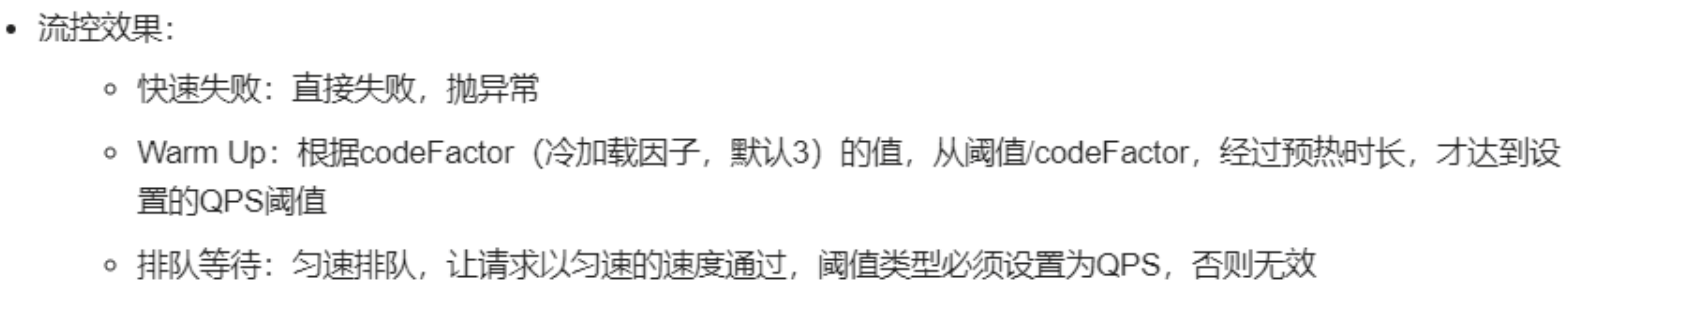 • 流控效果：
◦ 快速失败：直接失败，抛异常
◦ Warm Up：根据codeFactor（冷加载因子，默认3）的值，从阈值/codeFactor，经过预热时长，才达到设
置的QPS阈值
◦ 排队等待：匀速排队，让请求以匀速的速度通过，阈值类型必须设置为QPS，否则无效